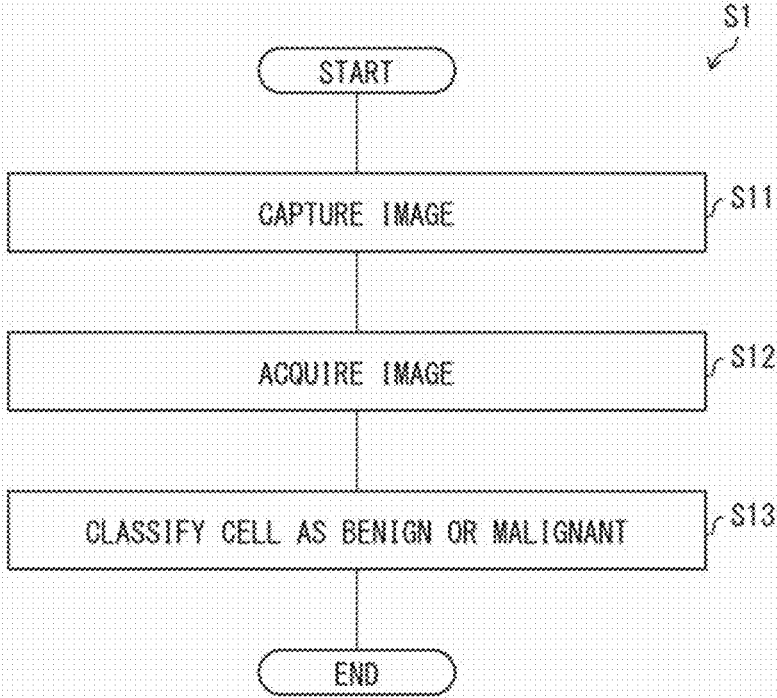 S1
START
CAPTURE IMAGE
S11
ACQUIRE IMAGE
S12
CLASSIFY CELL AS BENIGN OR MALIGNANT
S13
END